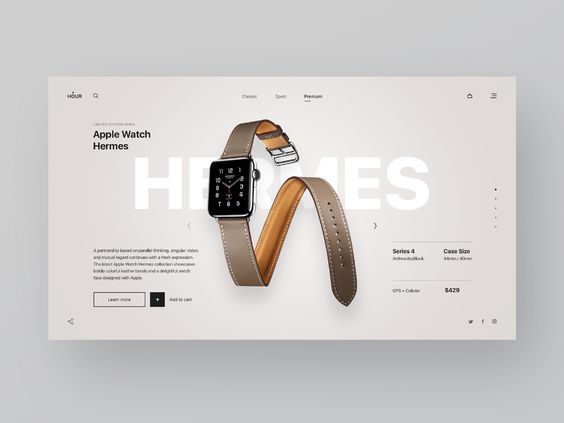 HOUR
Classic
Sport
Premium
LIMITED EDITION PARIS
Apple Watch
Hermes
HERMES
A partnership based on parallel thinking, singular vision,
and mutual regard continues with a fresh expression.
The latest Apple Watch Hermes collection showcases
boldly colorful leather bands and a delightful watch
face designed with Apple.
Learn more
+
Add to cart
Series 4
Anthracite/Black
Case Size
44mm / 40mm
GPS + Cellular
$429